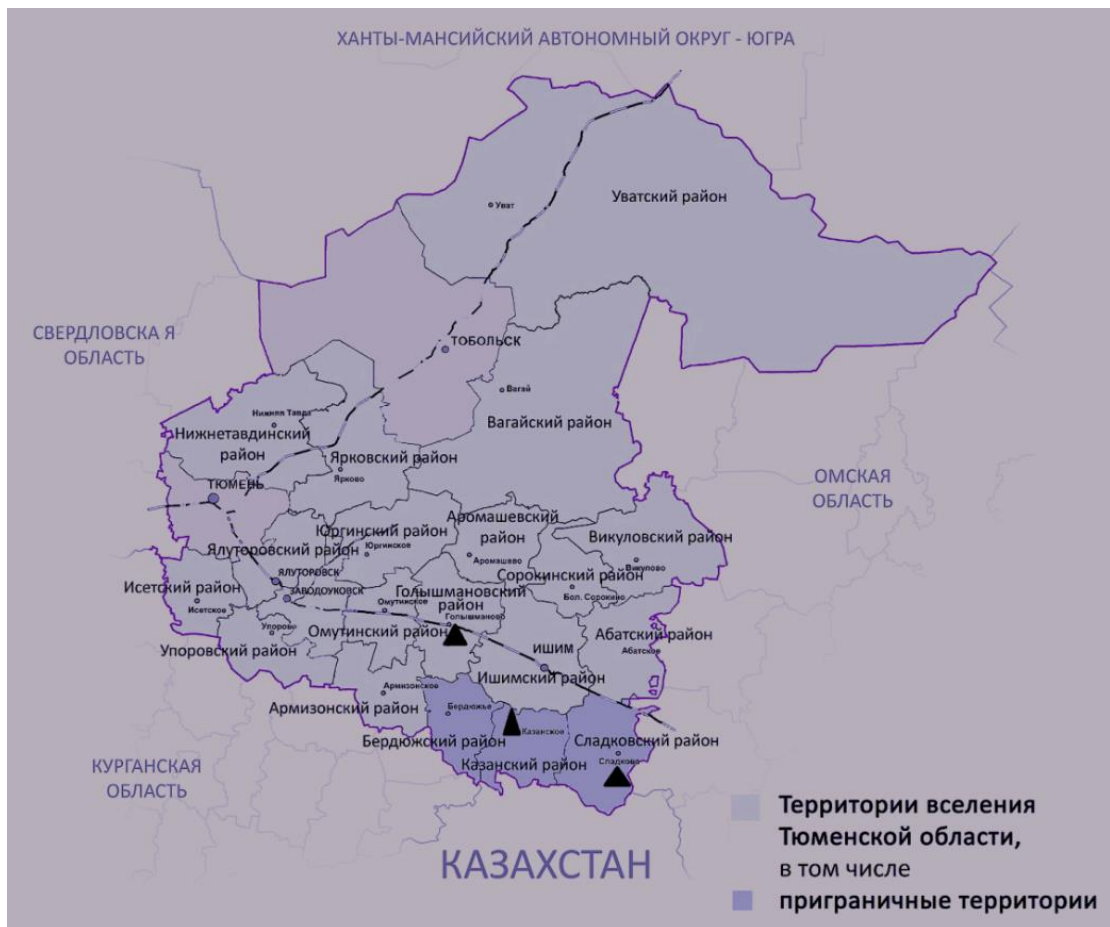 ХАНТЫ-МАНСИЙСКИЙ АВТОНОМНЫЙ ОКРУГ - ЮГРА
Уватский район
Уват
СВЕРДЛОВСКА Я
ОБЛАСТЬ
ТОБОЛЬСК
Вагай
Вагайский район
Нижняя Тавда
Нижнетавдинский
район
Ярковский район
Ярково
ТЮМЕНЬ
ОМСКАЯ
ОБЛАСТЬ
Аромашевский
район
Юргинский район
Юргинское
Викуловский район
Ялуторовский район
Аромашево
Викулово
Сорокинский район
Бол. Сорокино
ЯЛУТОРОВСК
Исетский район
Исетское
ЗАВОДОУКОВСК
Голышмановский
район
Омутинское
Голышманово
Упорово
Омутинский район
Абатский район
Абатское
Упоровский район
ИШИМ
Ишимский район
Армизонское
Армизонский район
Бердюжье
Казанское
Бердюжский район
Сладковский район
Сладково
Казанский район
КУРГАНСКАЯ
ОБЛАСТЬ
КАЗАХСТАН
Территории вселения
Тюменской области,
в том числе
приграничные территории